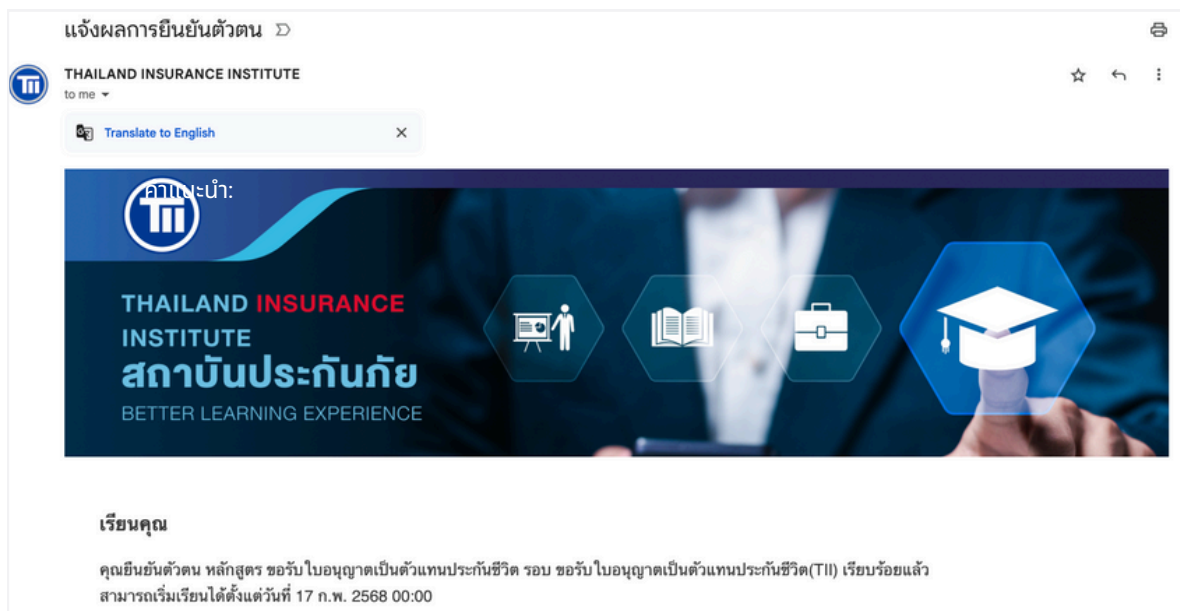 แจ้งผลการยืนยันตัวตน
THAILAND INSURANCE INSTITUTE
to me
Translate to English
คำแนะนำ:
TII
THAILAND INSURANCE
INSTITUTE
สถาบันประกันภัย
BETTER LEARNING EXPERIENCE
เรียนคุณ
คุณยืนยันตัวตน หลักสูตร ขอรับใบอนุญาตเป็นตัวแทนประกันชีวิต รอบ ขอรับใบอนุญาตเป็นตัวแทนประกันชีวิต(TII) เรียบร้อยแล้ว
สามารถเริ่มเรียนได้ตั้งแต่วันที่ 17 ก.พ. 2568 00:00